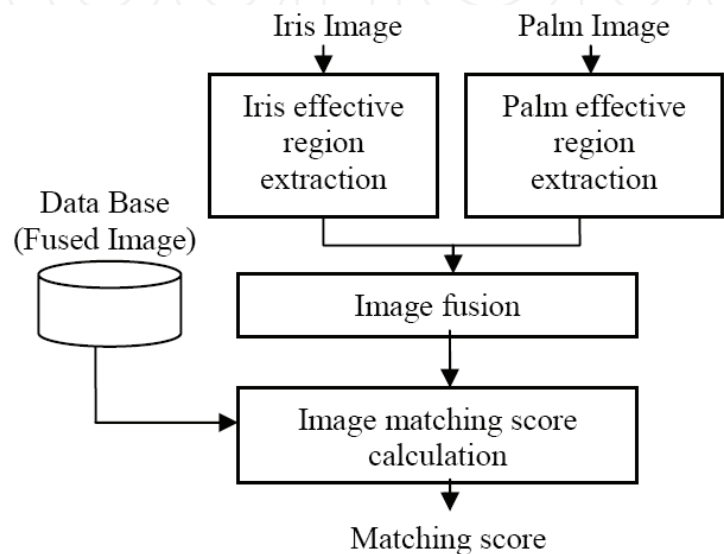 Iris Image
Palm Image
Iris effective
region
extraction
Palm effective
region
extraction
Data Base
(Fused Image)
Image fusion
Image matching score
calculation
Matching score